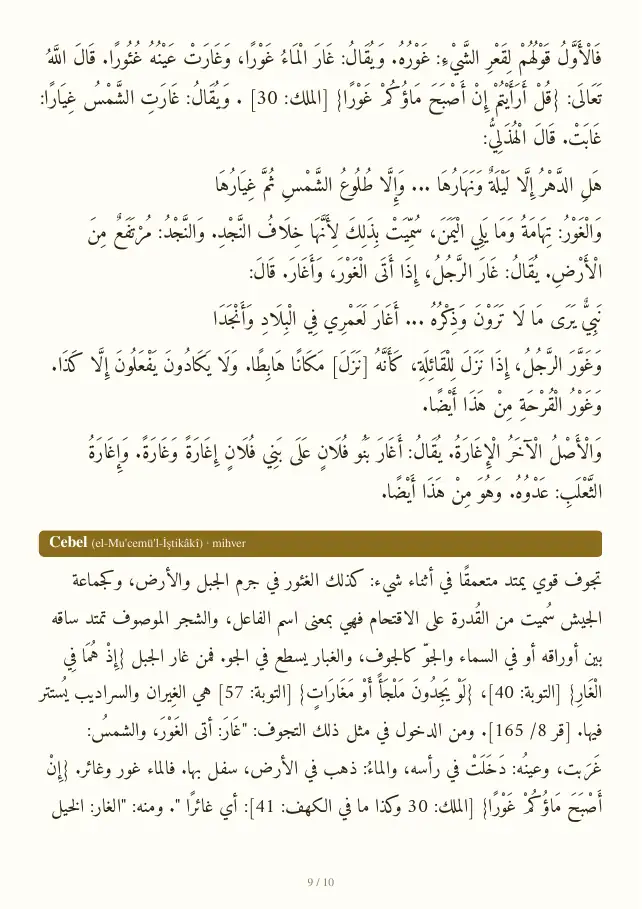 فَالْأَوَّلُ قَوْلُهُمْ لِقَعْرِ الشَّيْءِ: غَوْرُهُ. وَيُقَالُ: غَارَ الْمَاءُ غَوْرًا، وَغَارَتْ عَيْنُهُ غُئُورًا. قَالَ اللَّهُ
تَعَالَى: {قُلْ أَرَأَيْتُمْ إِنْ أَصْبَحَ مَاؤُكُمْ غَوْرًا} [الملك: 30] . وَيُقَالُ: غَارَتِ الشَّمْسُ غِيَارًا:
غَابَتْ. قَالَ الْهُذَلِيُّ:
هَلِ الدَّهْرُ إِلَّا لَيْلَةٌ وَنَهَارُهَا ... وَإِلَّا طُلُوعُ الشَّمْسِ ثُمَّ غِيَارُهَا
وَالْغَوْرُ: تِهَامَةُ وَمَا يَلِي الْيَمَنَ، سُمِّيَتْ بِذَلِكَ لِأَنَّهَا خِلَافُ النَّجْدِ. وَالنَّجْدُ: مُرْتَفَعٌ مِنَ
الْأَرْضِ. يُقَالُ: غَارَ الرَّجُلُ، إِذَا أَتَى الْغَوْرَ، وَأَغَارَ. قَالَ:
نَبِيٌّ يَرَى مَا لَا تَرَوْنَ وَذِكْرُهُ ... أَغَارَ لَعَمْرِي فِي الْبِلَادِ وَأَنْجَدَا
وَغَوَّرَ الرَّجُلُ، إِذَا نَزَلَ لِلْقَائِلَةِ، كَأَنَّهُ [نَزَلَ] مَكَانًا هَابِطًا. وَلَا يَكَادُونَ يَفْعَلُونَ إِلَّا كَذَا.
وَغَوْرُ الْقُرْحَةِ مِنْ هَذَا أَيْضًا.
وَالْأَصْلُ الْآخَرُ الْإِغَارَةُ. يُقَالُ: أَغَارَ بَنُو فُلَانٍ عَلَى بَنِي فُلَانٍ إِغَارَةً وَغَارَةً. وَإِغَارَةُ
الثَّعْلَبِ: عَدْوُهُ. وَهُوَ مِنْ هَذَا أَيْضًا.
Cebel (el-Mu'cemü'l-İştikâkî) · mihver
تجوف قوي يمتد متعمقًا في أثناء شيء: كذلك الغئور في جرم الجبل والأرض، وكجماعة
الجيش سُميت من القُدرة على الاقتحام فهي بمعنى اسم الفاعل، والشجر الموصوف تمتد ساقه
بين أوراقه أو في السماء والجوّ كالجوف، والغبار يسطع في الجو. فمن غار الجبل {إِذْ هُمَا فِي
الْغَارِ} [التوبة: 40]، {لَوْ يَجِدُونَ مَلْجَأً أَوْ مَغَارَاتٍ} [التوبة: 57] هي الغِيران والسراديب يُستتر
فيها. [قر 8/ 165]. ومن الدخول في مثل ذلك التجوف: "غَارَ: أتى الغَوْرَ، والشمسُ:
غَرَبت، وعينُه: دَخَلَتْ في رأسه، والماءُ: ذهب في الأرض، سفل بها. فالماء غور وغائر. {إِنْ
أَصْبَحَ مَاؤُكُمْ غَوْرًا} [الملك: 30 وكذا ما في الكهف: 41]: أي غائرًا ". ومنه: "الغار: الخيل
9 / 10